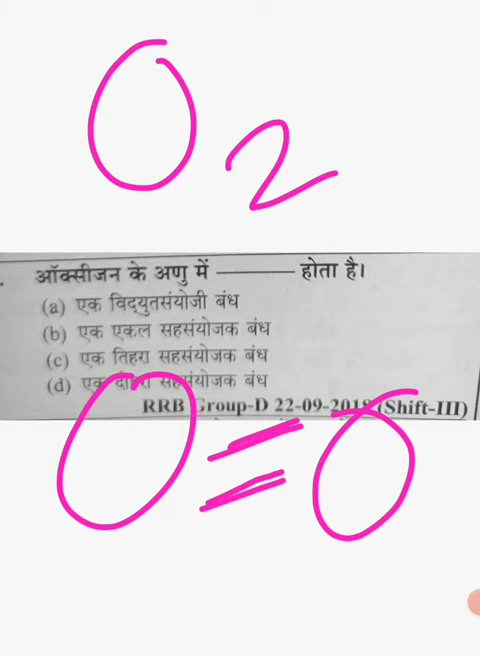 O2
ऑक्सीजन के अणु में ——— होता है।
(a) एक विद्युतसंयोजी बंध
(b) एक एकल सहसंयोजक बंध
(c) एक तिहरा सहसंयोजक बंध
(d) एक दोहरा सहसंयोजक बंध
RRB Group-D 22-09-2018 (Shift-III)
O=O